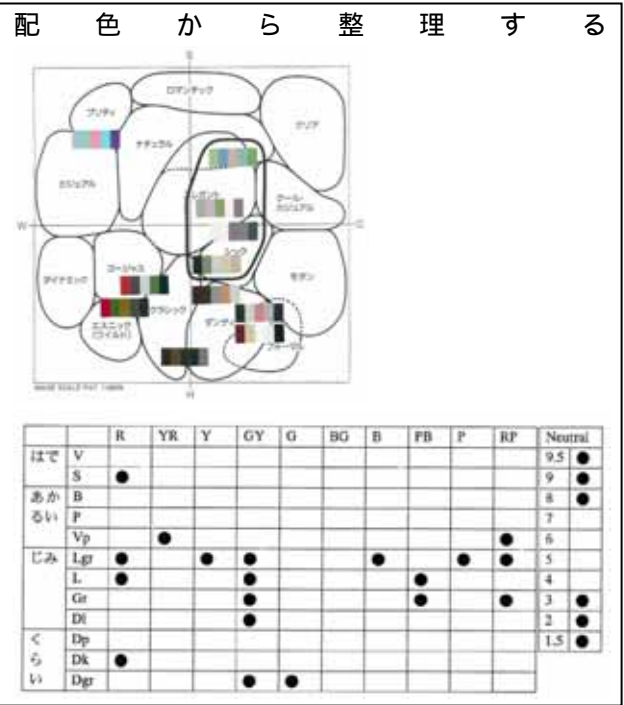 配色から整理する
S
ロマンチック
プリティ
クリア
ナチュラル
カジュアル
エレガント
クール・カジュアル
W
C
シック
ゴージャス
ダイナミック
モダン
クラシック
ダンディ
エスニック
(ワイルド)
フォーマル
H
R YR Y GY G BG B PB P RP Neutral
はで V 9.5 ●
S ● 9 ●
あかるい B 8 ●
P 7
Vp ● ● 6
じみ Lgr ● ● ● ● ● ● 5
L ● ● ● 4
Gr ● ● ● 3 ●
Dl ● 2 ●
くらい Dp 1.5 ●
Dk ●
Dgr ● ●